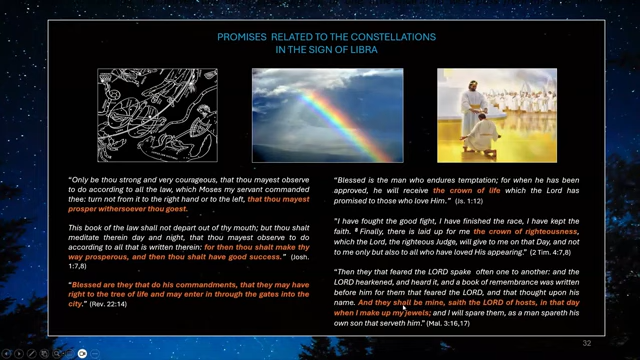 PROMISES RELATED TO THE CONSTELLATIONS
IN THE SIGN OF LIBRA
"Only be thou strong and very courageous, that thou mayest observe
to do according to all the law, which Moses my servant commanded
thee: turn not from it to the right hand or to the left, that thou mayest
prosper withersoever thou goest.
This book of the law shall not depart out of thy mouth; but thou shalt
meditate therein day and night, that thou mayest observe to do
according to all that is written therein; for then thou shalt make thy
way prosperous, and then thou shalt have good success." (Josh.
1:7,8)
"Blessed are they that do his commandments, that they may have
right to the tree of life and may enter in through the gates into the
city." (Rev. 22:14)
"Blessed is the man who endures temptation; for when he has been
approved, he will receive the crown of life which the Lord has
promised to those who love Him." (Js. 1:12)
"I have fought the good fight, I have finished the race, I have kept the
faith. 8 Finally, there is laid up for me the crown of righteousness,
which the Lord, the righteous Judge, will give to me on that Day, and not
to me only but also to all who have loved His appearing." (2 Tim. 4:7,8)
"Then they that feared the LORD spake often one to another: and the
LORD hearkened, and heard it, and a book of remembrance was written
before him for them that feared the LORD, and that thought upon his
name. And they shall be mine, saith the LORD of hosts, in that day
when I make up my jewels; and I will spare them, as a man spareth his
own son that serveth him." (Mal. 3:16,17)
32